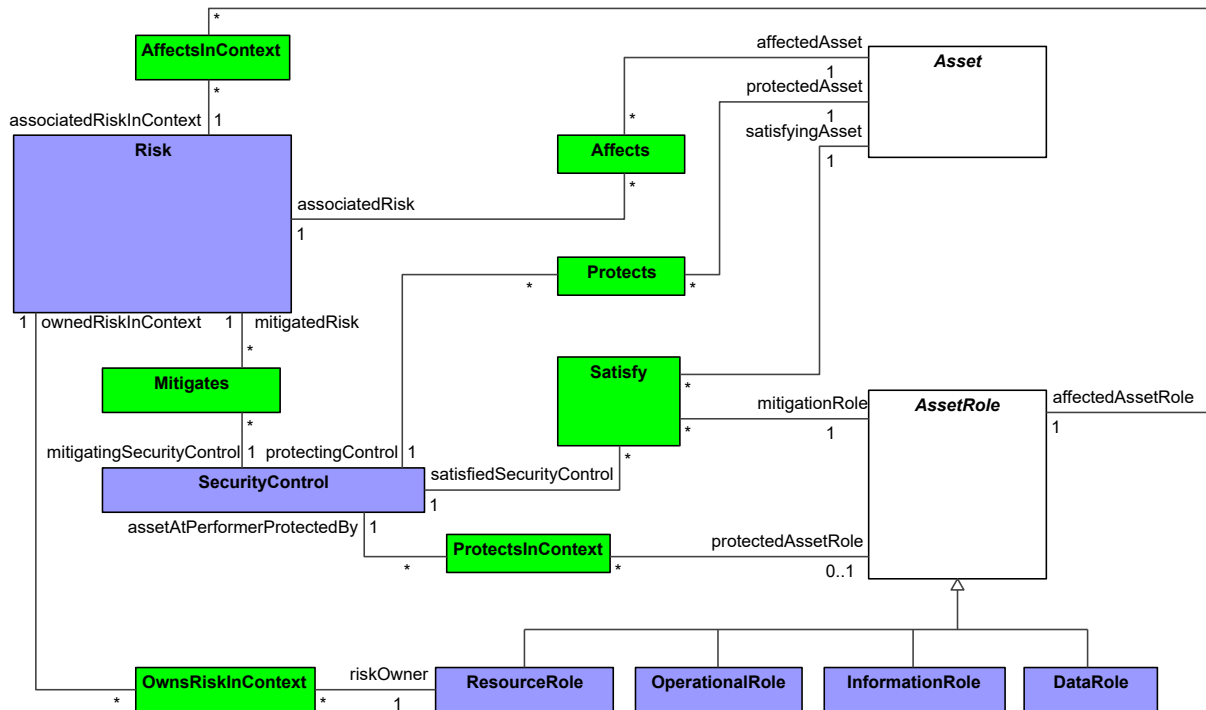 *
AffectsInContext
*
associatedRiskInContext 1
Risk
affectedAsset
1
Asset
protectedAsset
1
satisfyingAsset
1
*
Affects
*
associatedRisk
1
*
Protects
*
1 ownedRiskInContext
1 mitigatedRisk
*
Mitigates
*
mitigatingSecurityControl 1
protectingControl 1
Satisfy
*
*
*
mitigationRole
1
AssetRole
affectedAssetRole
1
SecurityControl
satisfiedSecurityControl
1
assetAtPerformerProtectedBy 1
*
ProtectsInContext
*
protectedAssetRole
0..1
*
OwnsRiskInContext
*
riskOwner
1
ResourceRole
OperationalRole
InformationRole
DataRole